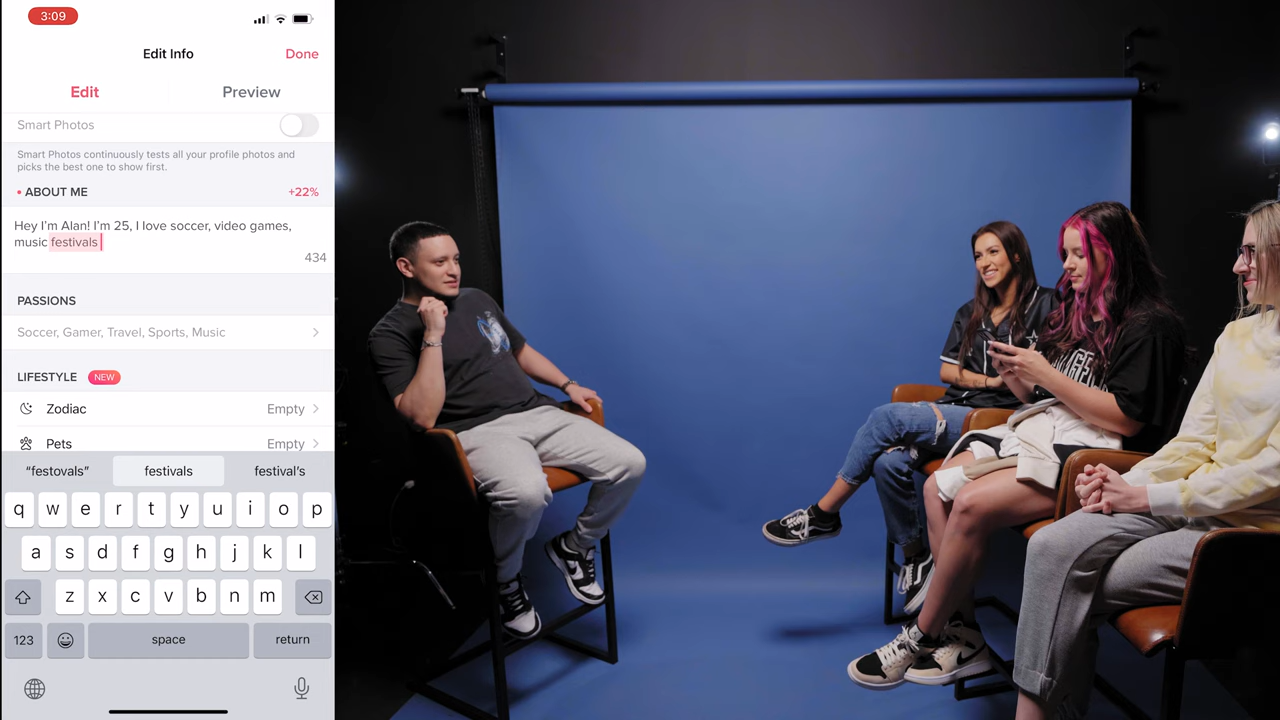 3:09
Edit Info
Done
Edit
Preview
Smart Photos
Smart Photos continuously tests all your profile photos and
picks the best one to show first.
• ABOUT ME
+22%
Hey I'm Alan! I'm 25, I love soccer, video games,
music festivals
434
PASSIONS
Soccer, Gamer, Travel, Sports, Music
LIFESTYLE NEW
Zodiac
Empty
Pets
Empty
“festovals” festivals festival's
q w e r t y u i o p
a s d f g h j k l
z x c v b n m
123 space return